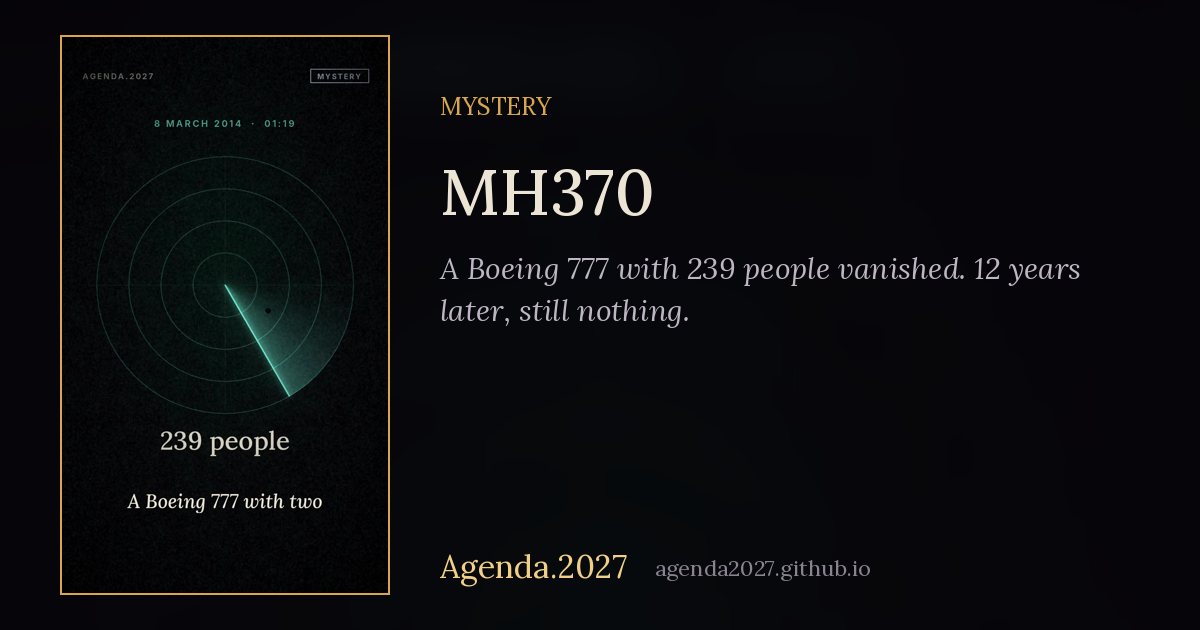 AGENDA.2027
MYSTERY
8 MARCH 2014 · 01:19
239 people
A Boeing 777 with two
MYSTERY
MH370
A Boeing 777 with 239 people vanished. 12 years
later, still nothing.
Agenda.2027
agenda2027.github.io